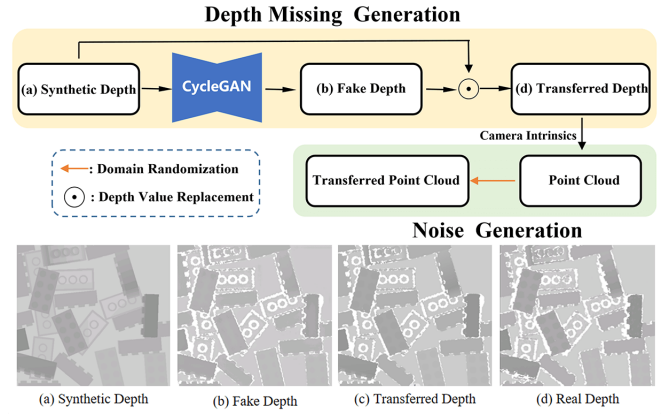 Depth Missing Generation
(a) Synthetic Depth
CycleGAN
(b) Fake Depth
(d) Transferred Depth
Camera Intrinsics
: Domain Randomization
: Depth Value Replacement
Transferred Point Cloud
Point Cloud
Noise Generation
(a) Synthetic Depth
(b) Fake Depth
(c) Transferred Depth
(d) Real Depth